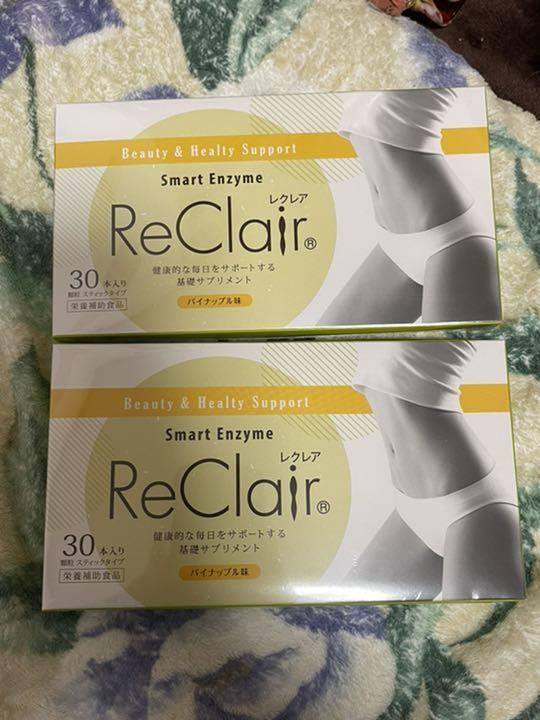 Beauty & Healty Support
Smart Enzyme
レクレア
ReClair®
健康的な毎日をサポートする
基礎サプリメント
パイナップル味
30本入り
顆粒 スティックタイプ
栄養補助食品
Beauty & Healty Support
Smart Enzyme
レクレア
ReClair®
健康的な毎日をサポートする
基礎サプリメント
パイナップル味
30本入り
顆粒 スティックタイプ
栄養補助食品